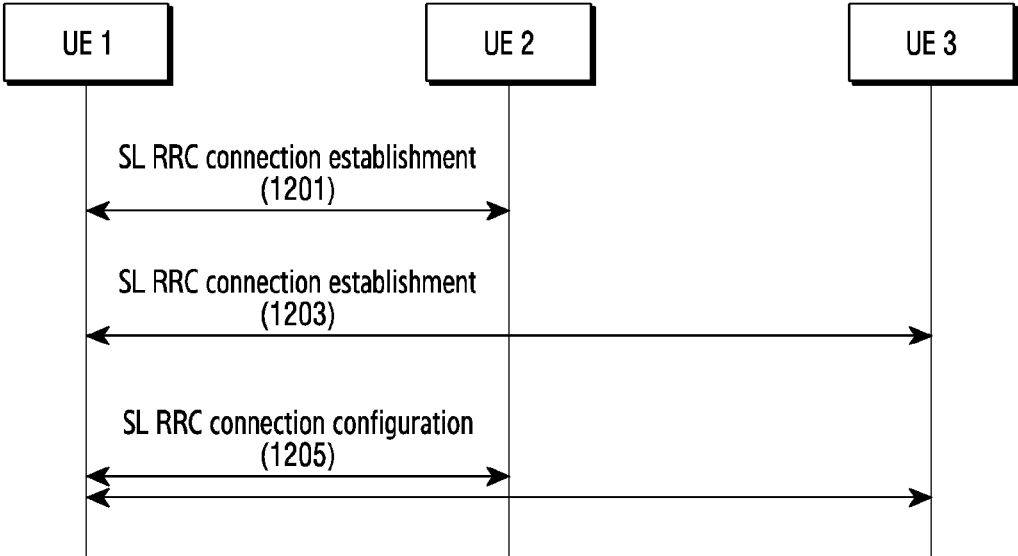 UE 1
UE 2
UE 3
SL RRC connection establishment
(1201)
SL RRC connection establishment
(1203)
SL RRC connection configuration
(1205)